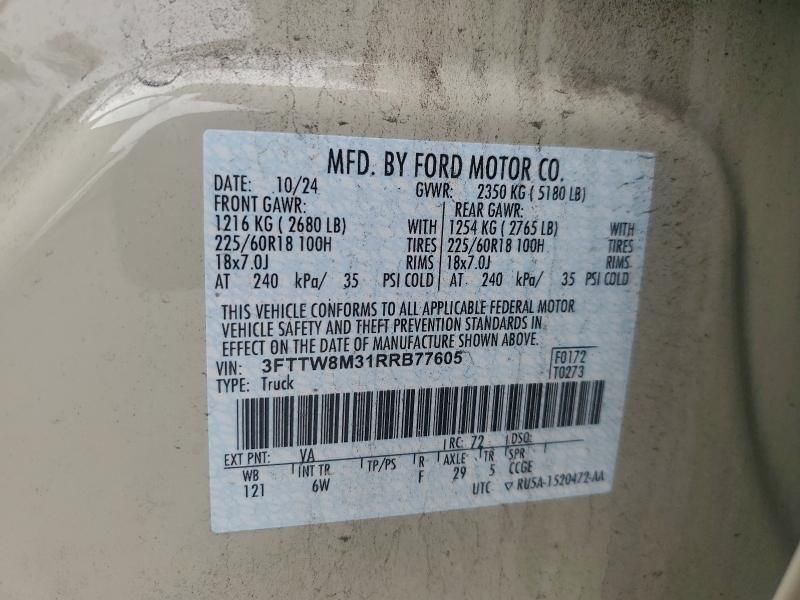 MFD. BY FORD MOTOR CO.
DATE: 10/24 GVWR: 2350 KG ( 5180 LB)
FRONT GAWR: REAR GAWR:
1216 KG ( 2680 LB) WITH 1254 KG ( 2765 LB) WITH
225/60R18 100H TIRES 225/60R18 100H TIRES
18x7.0J RIMS 18x7.0J RIMS
AT 240 kPa/ 35 PSI COLD AT 240 kPa/ 35 PSI COLD
THIS VEHICLE CONFORMS TO ALL APPLICABLE FEDERAL MOTOR
VEHICLE SAFETY AND THEFT PREVENTION STANDARDS IN
EFFECT ON THE DATE OF MANUFACTURE SHOWN ABOVE.
VIN: 3FTTW8M31RRB77605 F0172
TYPE: Truck T0273
EXT PNT: VA RC: 72 DSO:
WB INT TR TP/PS R AXLE TR SPR
121 6W F 29 5 CCGE
UTC ▽ RU5A-1520472-AA